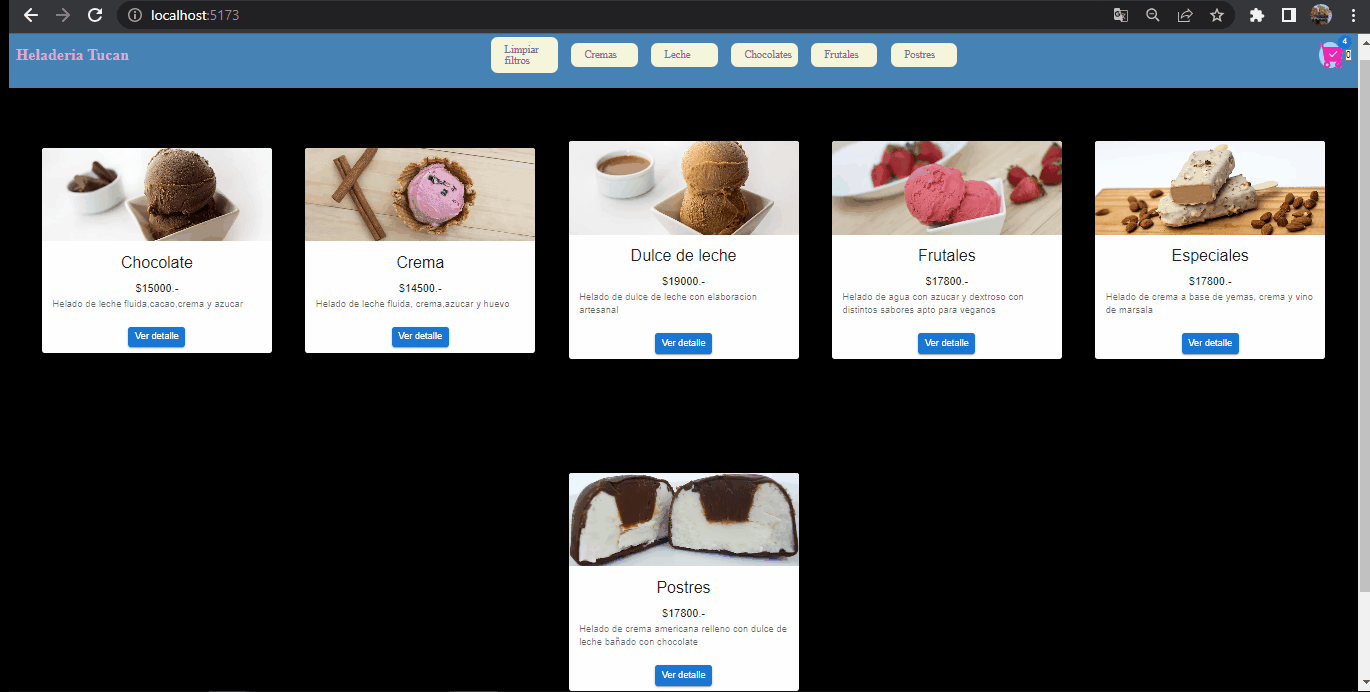 localhost:5173
Heladeria Tucan
Limpiar
filtros
Cremas
Leche
Chocolates
Frutales
Postres
4
0
Chocolate
$15000.-
Helado de leche fluida,cacao,crema y azucar
Ver detalle
Crema
$14500.-
Helado de leche fluida, crema,azucar y huevo
Ver detalle
Dulce de leche
$19000.-
Helado de dulce de leche con elaboracion
artesanal
Ver detalle
Frutales
$17800.-
Helado de agua con azucar y dextroso con
distintos sabores apto para veganos
Ver detalle
Especiales
$17800.-
Helado de crema a base de yemas, crema y vino
de marsala
Ver detalle
Postres
$17800.-
Helado de crema americana relleno con dulce de
leche bañado con chocolate
Ver detalle